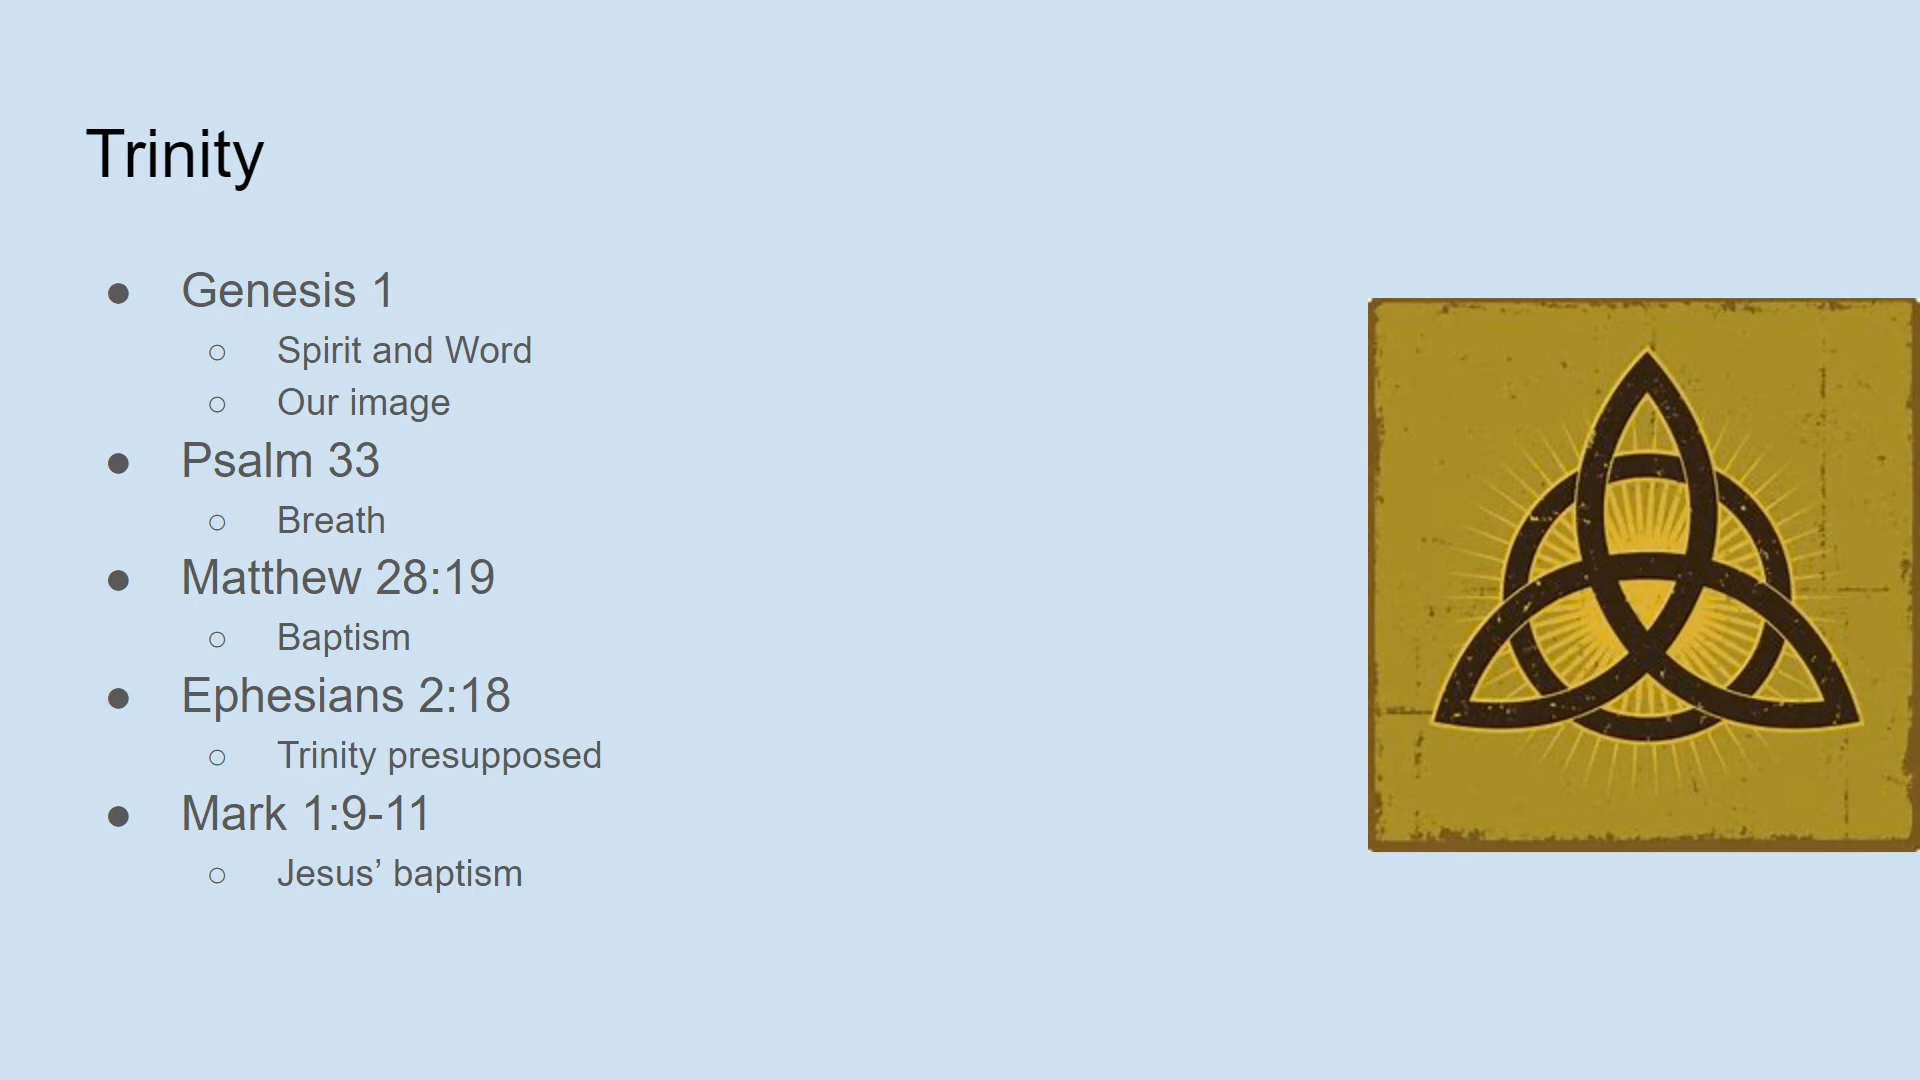 Trinity
● Genesis 1
○ Spirit and Word
○ Our image
● Psalm 33
○ Breath
● Matthew 28:19
○ Baptism
● Ephesians 2:18
○ Trinity presupposed
● Mark 1:9-11
○ Jesus’ baptism